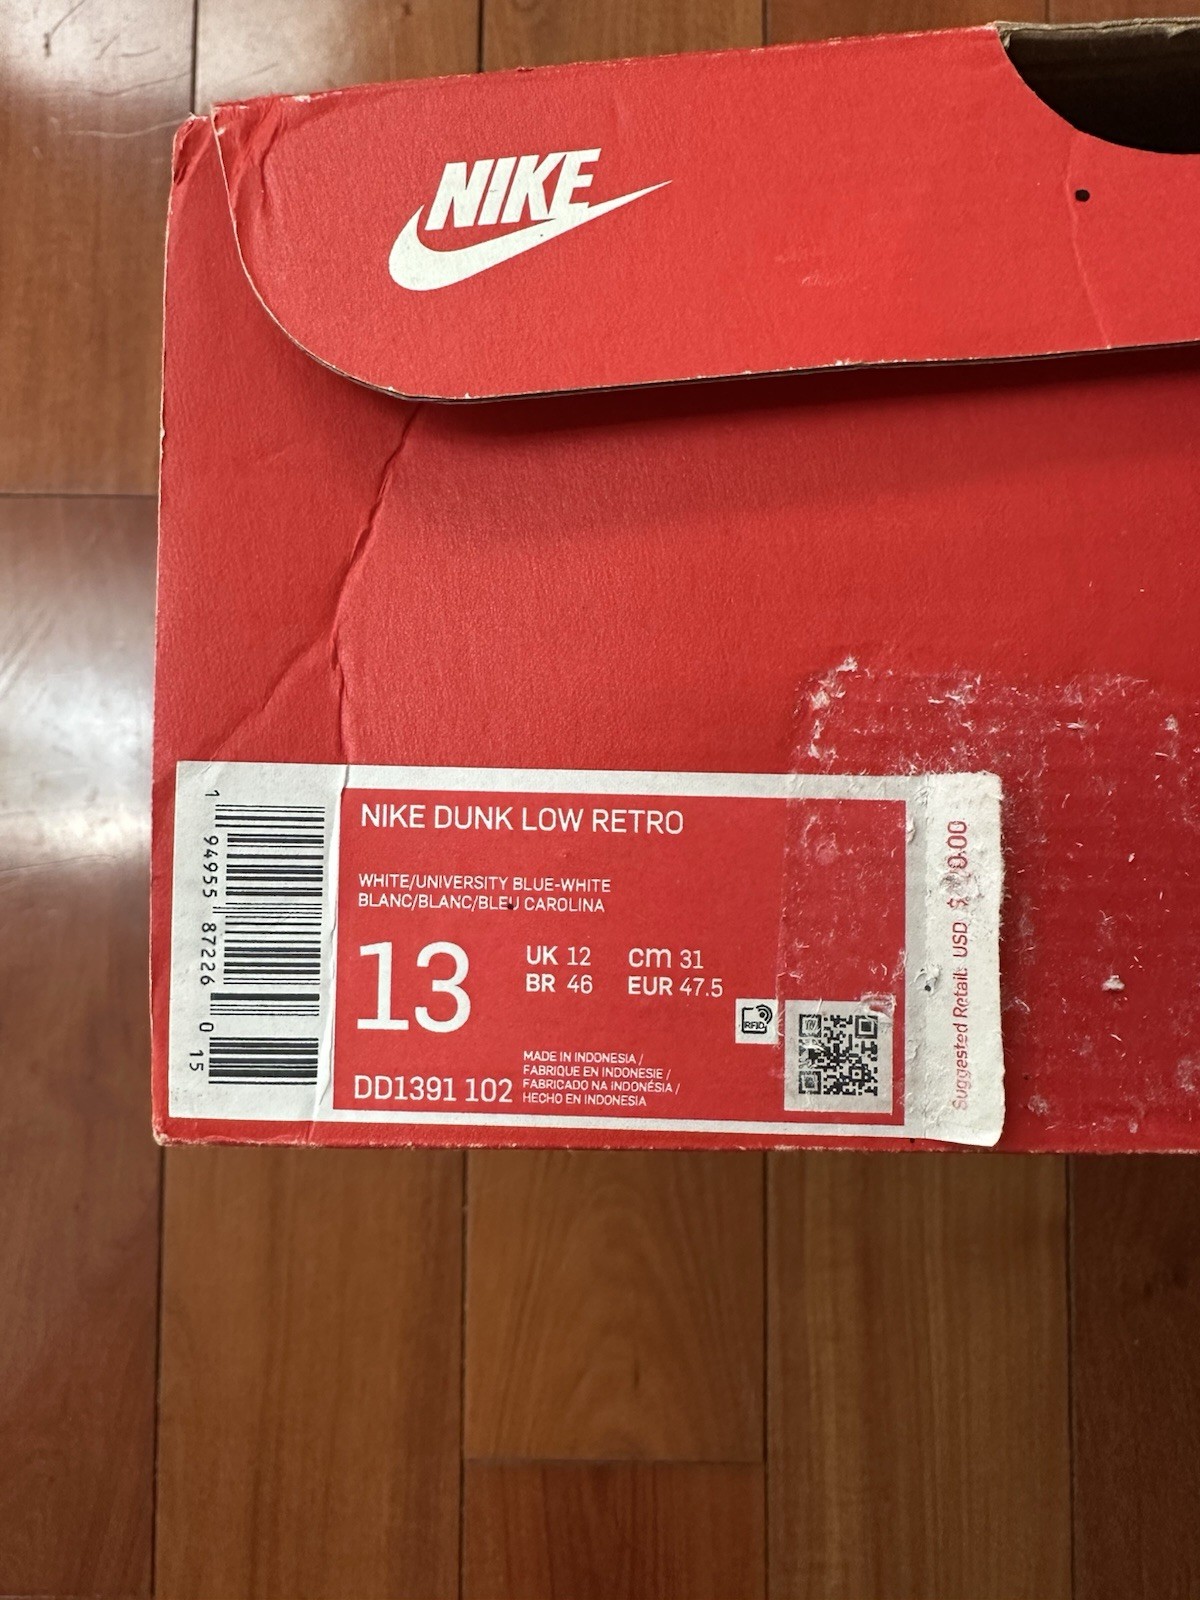 NIKE
NIKE DUNK LOW RETRO
WHITE/UNIVERSITY BLUE-WHITE
BLANC/BLANC/BLEU CAROLINA
13
UK 12 cm 31
BR 46 EUR 47.5
RFID
DD1391 102
MADE IN INDONESIA /
FABRIQUE EN INDONESIE /
FABRICADO NA INDONÉSIA /
HECHO EN INDONESIA
1 94955 87226 0 15
Suggested Retail: USD